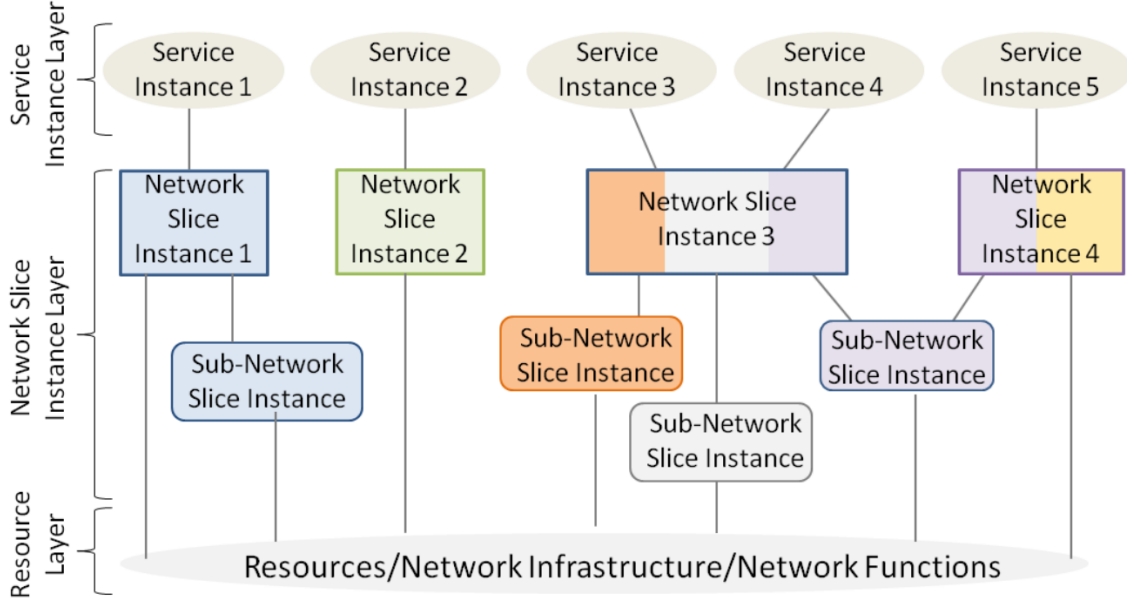 Service
Instance Layer
Service
Instance 1
Service
Instance 2
Service
Instance 3
Service
Instance 4
Service
Instance 5
Network Slice
Instance Layer
Network
Slice
Instance 1
Network
Slice
Instance 2
Network Slice
Instance 3
Network
Slice
Instance 4
Sub-Network
Slice Instance
Sub-Network
Slice Instance
Sub-Network
Slice Instance
Sub-Network
Slice Instance
Resource
Layer
Resources/Network Infrastructure/Network Functions